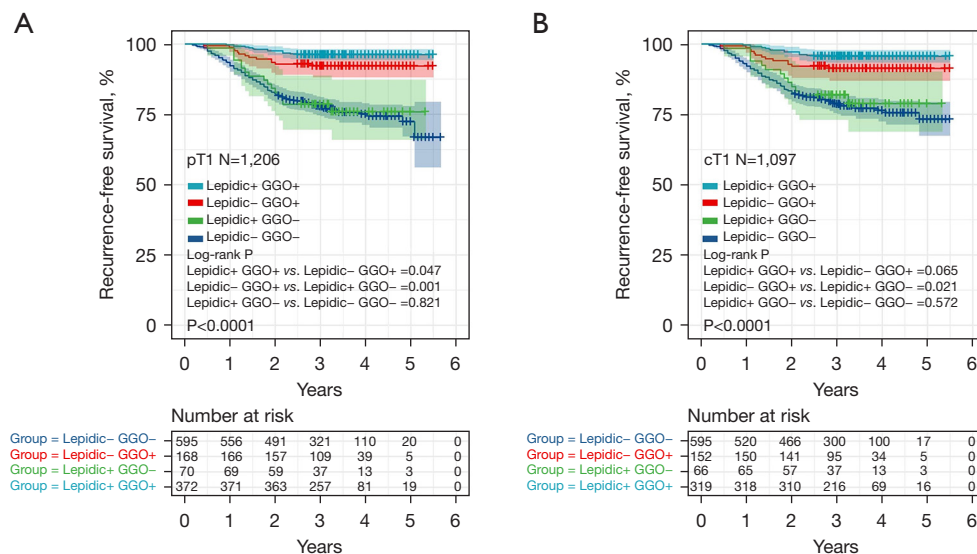 A
Recurrence-free survival, %
100
75
50
25
0
pT1 N=1,206
Lepidic+ GGO+
Lepidic− GGO+
Lepidic+ GGO−
Lepidic− GGO−
Log-rank P
Lepidic+ GGO+ vs. Lepidic− GGO+ =0.047
Lepidic− GGO+ vs. Lepidic+ GGO− =0.001
Lepidic+ GGO− vs. Lepidic− GGO− =0.821
P<0.0001
0 1 2 3 4 5 6
Years
Number at risk
Group = Lepidic− GGO− 595 556 491 321 110 20 0
Group = Lepidic− GGO+ 168 166 157 109 39 5 0
Group = Lepidic+ GGO− 70 69 59 37 13 3 0
Group = Lepidic+ GGO+ 372 371 363 257 81 19 0
0 1 2 3 4 5 6
Years
B
Recurrence-free survival, %
100
75
50
25
0
cT1 N=1,097
Lepidic+ GGO+
Lepidic− GGO+
Lepidic+ GGO−
Lepidic− GGO−
Log-rank P
Lepidic+ GGO+ vs. Lepidic− GGO+ =0.065
Lepidic− GGO+ vs. Lepidic+ GGO− =0.021
Lepidic+ GGO− vs. Lepidic− GGO− =0.572
P<0.0001
0 1 2 3 4 5 6
Years
Number at risk
Group = Lepidic− GGO− 595 520 466 300 100 17 0
Group = Lepidic− GGO+ 152 150 141 95 34 5 0
Group = Lepidic+ GGO− 66 65 57 37 13 3 0
Group = Lepidic+ GGO+ 319 318 310 216 69 16 0
0 1 2 3 4 5 6
Years